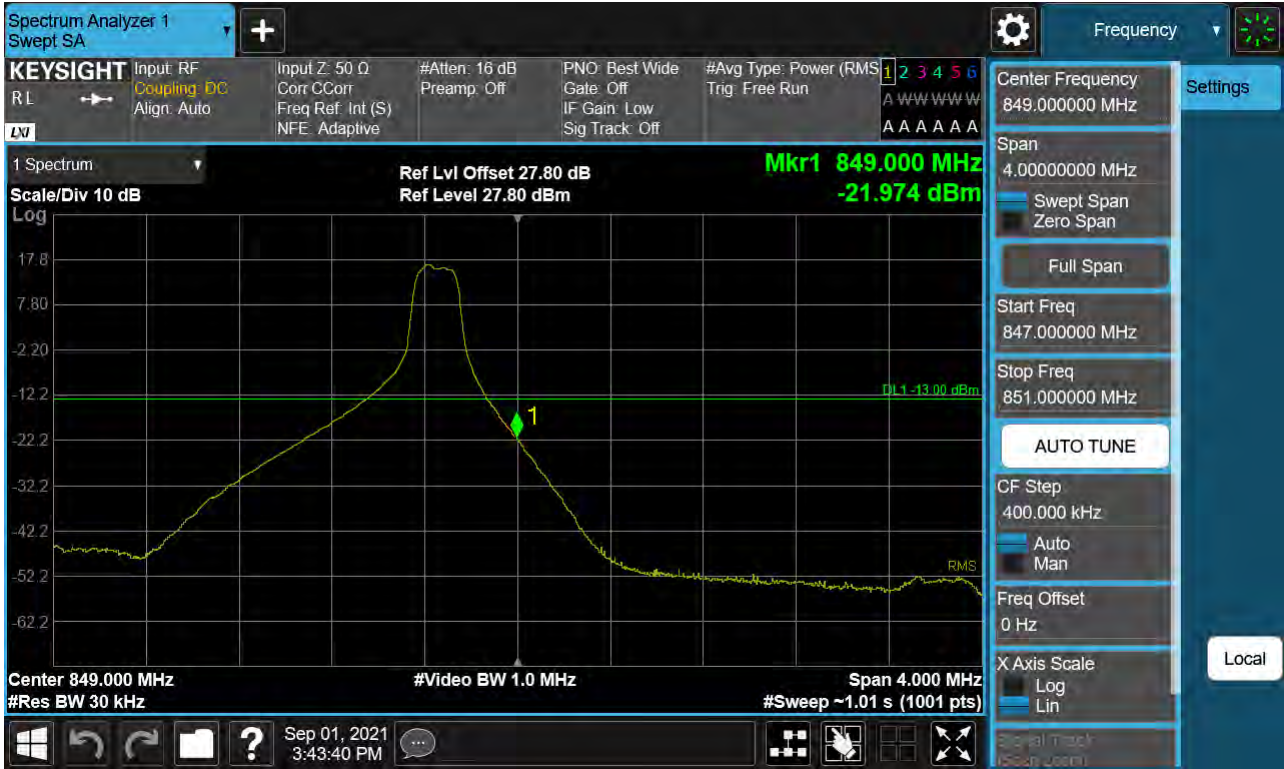 Spectrum Analyzer 1
Swept SA
Frequency
KEYSIGHT
R L
LXI
Input: RF
Coupling: DC
Align: Auto
Input Z: 50 Ω
Corr CCorr
Freq Ref: Int (S)
NFE: Adaptive
#Atten: 16 dB
Preamp: Off
PNO: Best Wide
Gate: Off
IF Gain: Low
Sig Track: Off
#Avg Type: Power (RMS
Trig: Free Run
1 2 3 4 5 6
A W W W W W
A A A A A A
1 Spectrum
Scale/Div 10 dB
Log
Ref Lvl Offset 27.80 dB
Ref Level 27.80 dBm
Mkr1 849.000 MHz
-21.974 dBm
17.8
7.80
-2.20
-12.2
-22.2
-32.2
-42.2
-52.2
-62.2
DL1 -13.00 dBm
1
RMS
Center 849.000 MHz
#Video BW 1.0 MHz
Span 4.000 MHz
#Res BW 30 kHz
#Sweep ~1.01 s (1001 pts)
Center Frequency
849.000000 MHz
Settings
Span
4.00000000 MHz
Swept Span
Zero Span
Full Span
Start Freq
847.000000 MHz
Stop Freq
851.000000 MHz
AUTO TUNE
CF Step
400.000 kHz
Auto
Man
Freq Offset
0 Hz
X Axis Scale
Log
Lin
Local
Signal Track
(Span Zoom)
?
Sep 01, 2021
3:43:40 PM